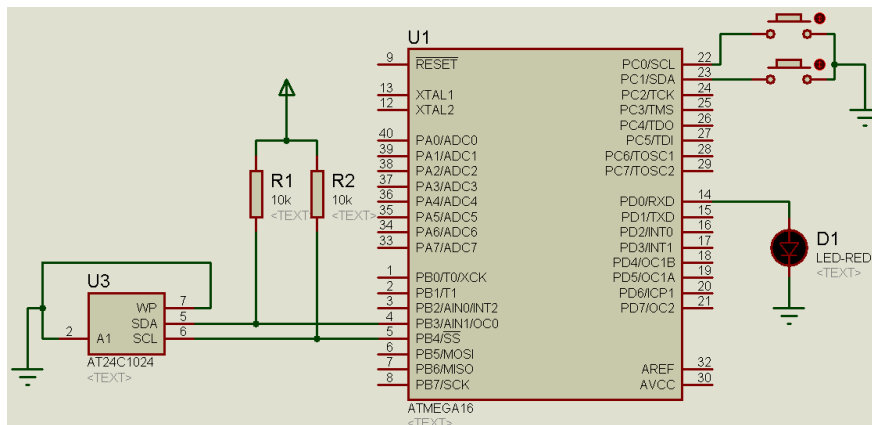 U1
9 RESET
13 XTAL1
12 XTAL2
40 PA0/ADC0
39 PA1/ADC1
38 PA2/ADC2
37 PA3/ADC3
36 PA4/ADC4
35 PA5/ADC5
34 PA6/ADC6
33 PA7/ADC7
1 PB0/T0/XCK
2 PB1/T1
3 PB2/AIN0/INT2
4 PB3/AIN1/OC0
5 PB4/SS
6 PB5/MOSI
7 PB6/MISO
8 PB7/SCK
PC0/SCL 22
PC1/SDA 23
PC2/TCK 24
PC3/TMS 25
PC4/TDO 26
PC5/TDI 27
PC6/TOSC1 28
PC7/TOSC2 29
PD0/RXD 14
PD1/TXD 15
PD2/INT0 16
PD3/INT1 17
PD4/OC1B 18
PD5/OC1A 19
PD6/ICP1 20
PD7/OC2 21
AREF 32
AVCC 30
ATMEGA16
<TEXT>
R1
10k
<TEXT>
R2
10k
<TEXT>
U3
WP 7
SDA 5
2 A1 SCL 6
AT24C1024
<TEXT>
D1
LED-RED
<TEXT>